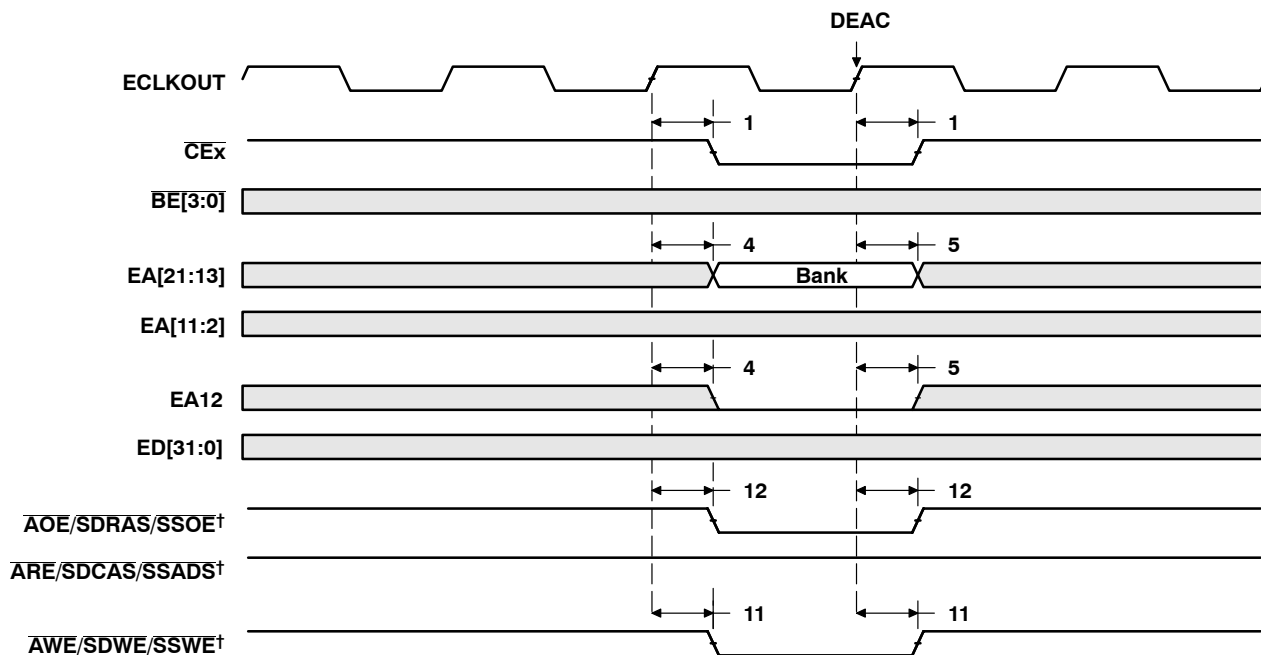 DEAC
ECLKOUT
1 1
CEx
BE[3:0]
4 5
EA[21:13] Bank
EA[11:2]
4 5
EA12
ED[31:0]
12 12
AOE/SDRAS/SSOE†
ARE/SDCAS/SSADS†
11 11
AWE/SDWE/SSWE†